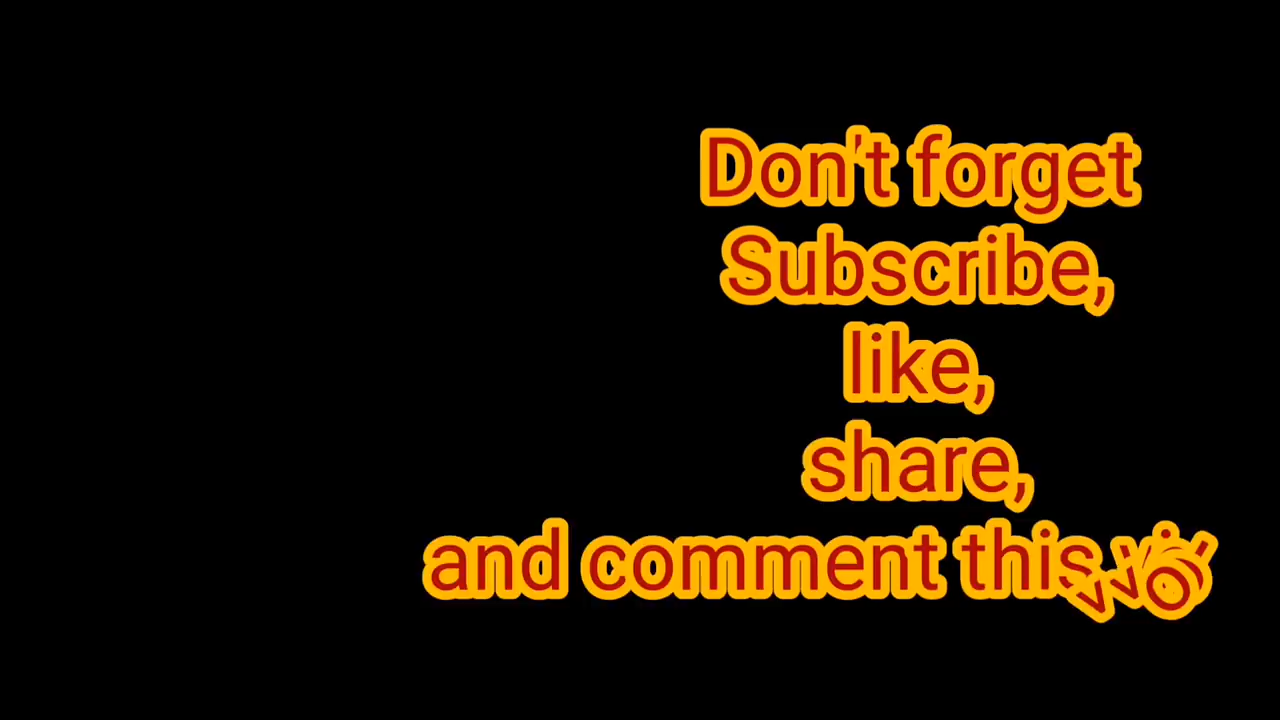 Don't forget
Subscribe,
like,
share,
and comment this